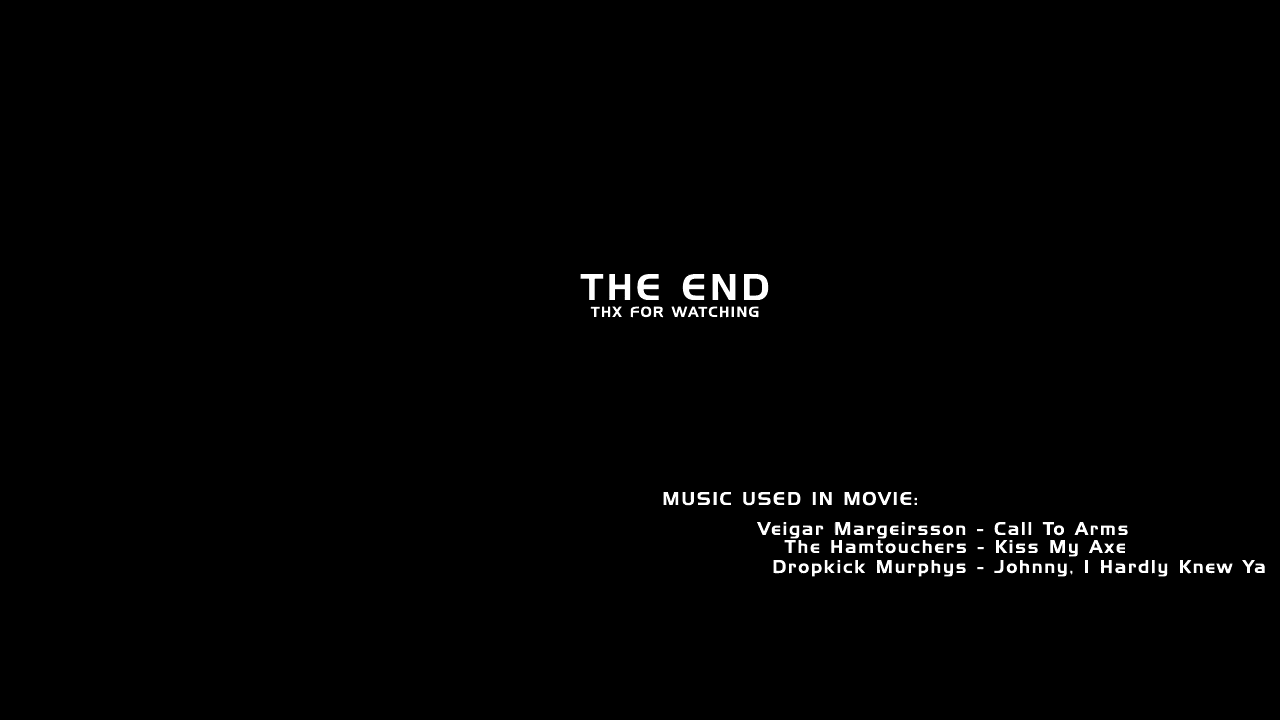 THE END
THX FOR WATCHING
MUSIC USED IN MOVIE:
Veigar Margeirsson - Call To Arms
The Hamtouchers - Kiss My Axe
Dropkick Murphys - Johnny, I Hardly Knew Ya